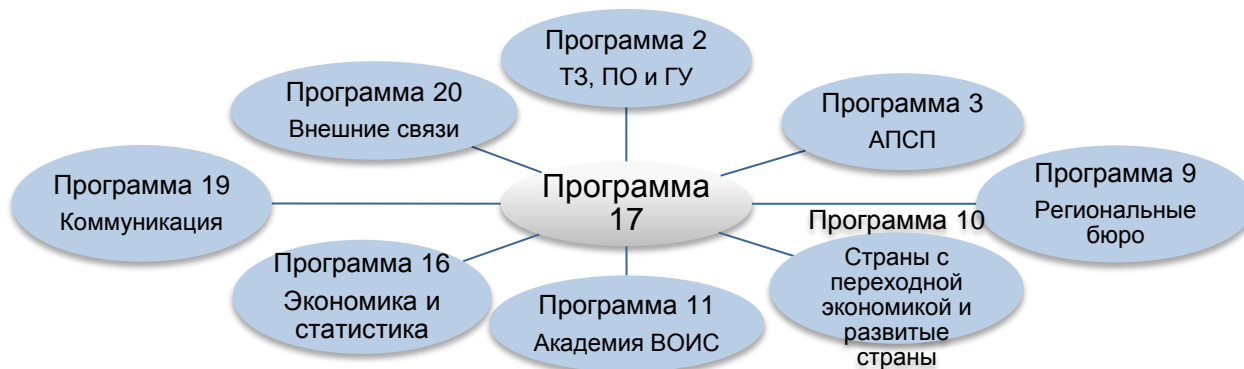 Программа 2
ТЗ, ПО и ГУ
Программа 20
Внешние связи
Программа 3
АПСП
Программа 19
Коммуникация
Программа
17
Программа 9
Региональные
бюро
Программа 10
Страны с
переходной
экономикой и
развитые
страны
Программа 16
Экономика и
статистика
Программа 11
Академия ВОИС